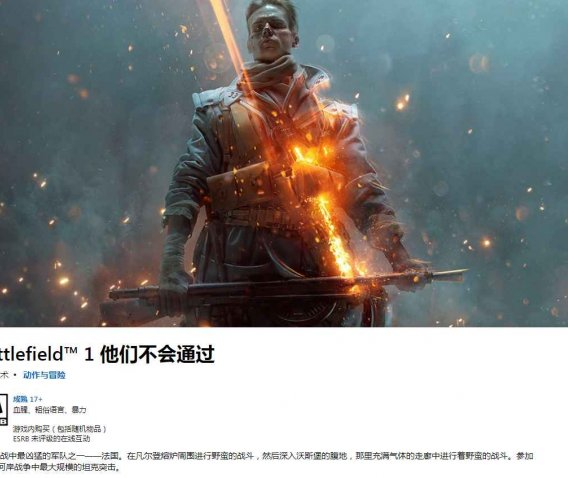 ttlefield™ 1 他们不会通过
术 • 动作与冒险
成熟 17+
血腥、粗俗语言、暴力
游戏内购买（包括随机物品）
ESRB 未评级的在线互动
战中最凶猛的军队之一——法国。在凡尔登熔炉周围进行野蛮的战斗，然后深入沃斯堡的腹地，那里充满气体的走廊中进行着野蛮的战斗。参加
河岸战争中最大规模的坦克突击。